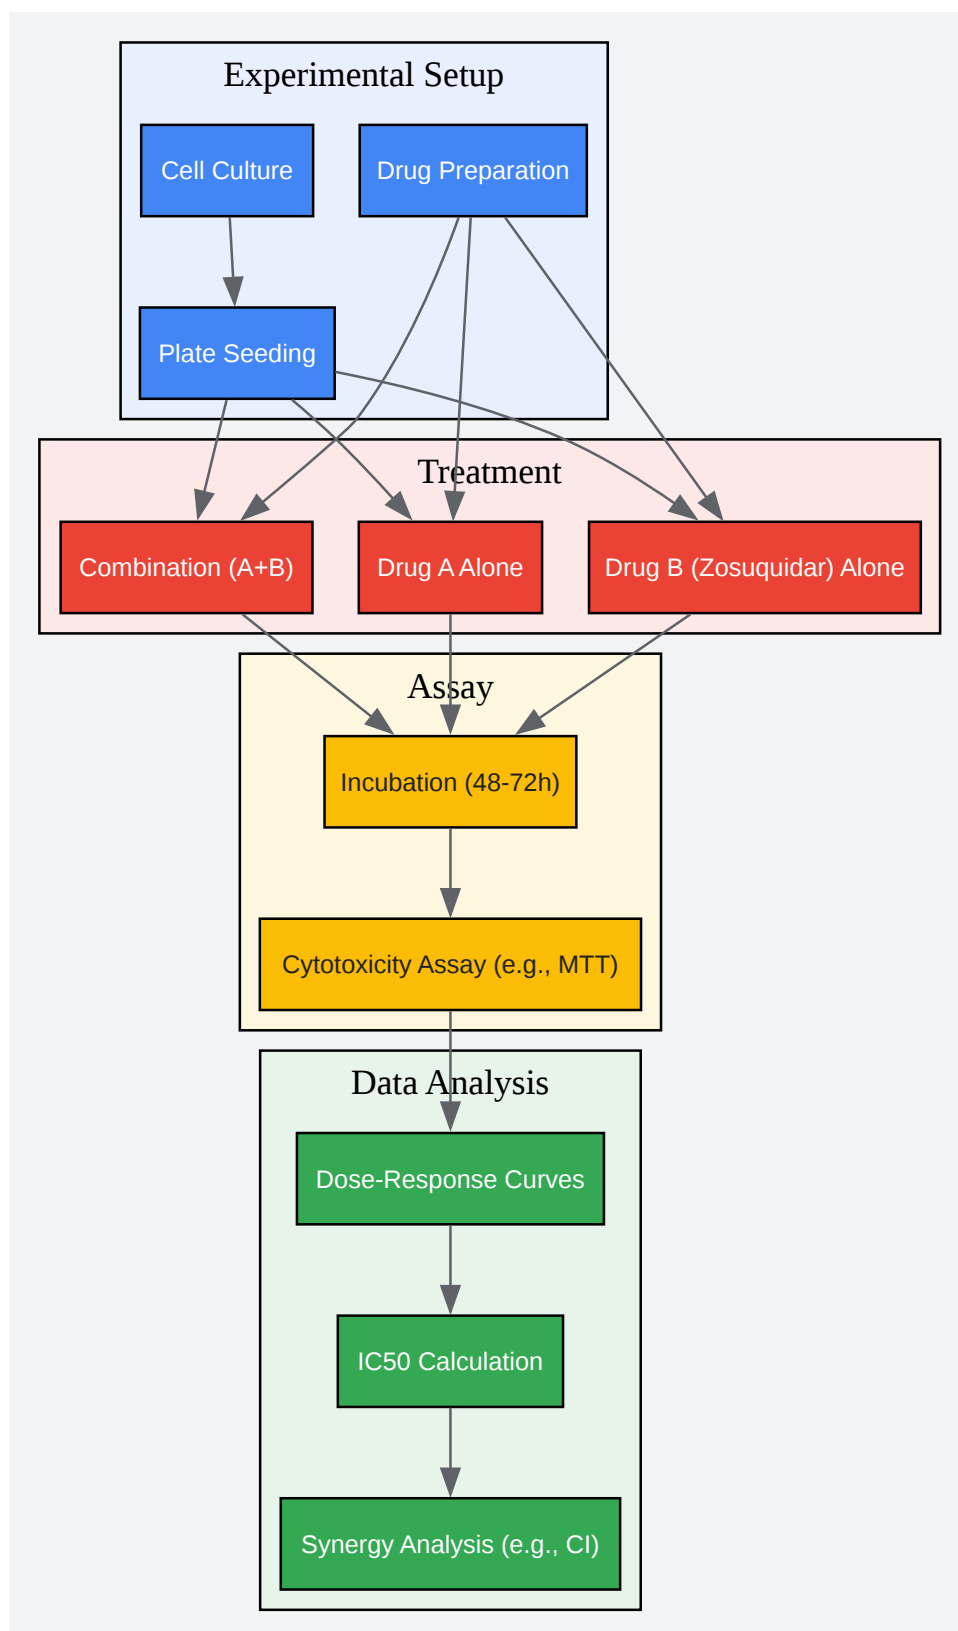 Experimental Setup
Cell Culture
Drug Preparation
Plate Seeding
Treatment
Combination (A+B)
Drug A Alone
Drug B (Zosuquidar) Alone
Assay
Incubation (48-72h)
Cytotoxicity Assay (e.g., MTT)
Data Analysis
Dose-Response Curves
IC50 Calculation
Synergy Analysis (e.g., CI)